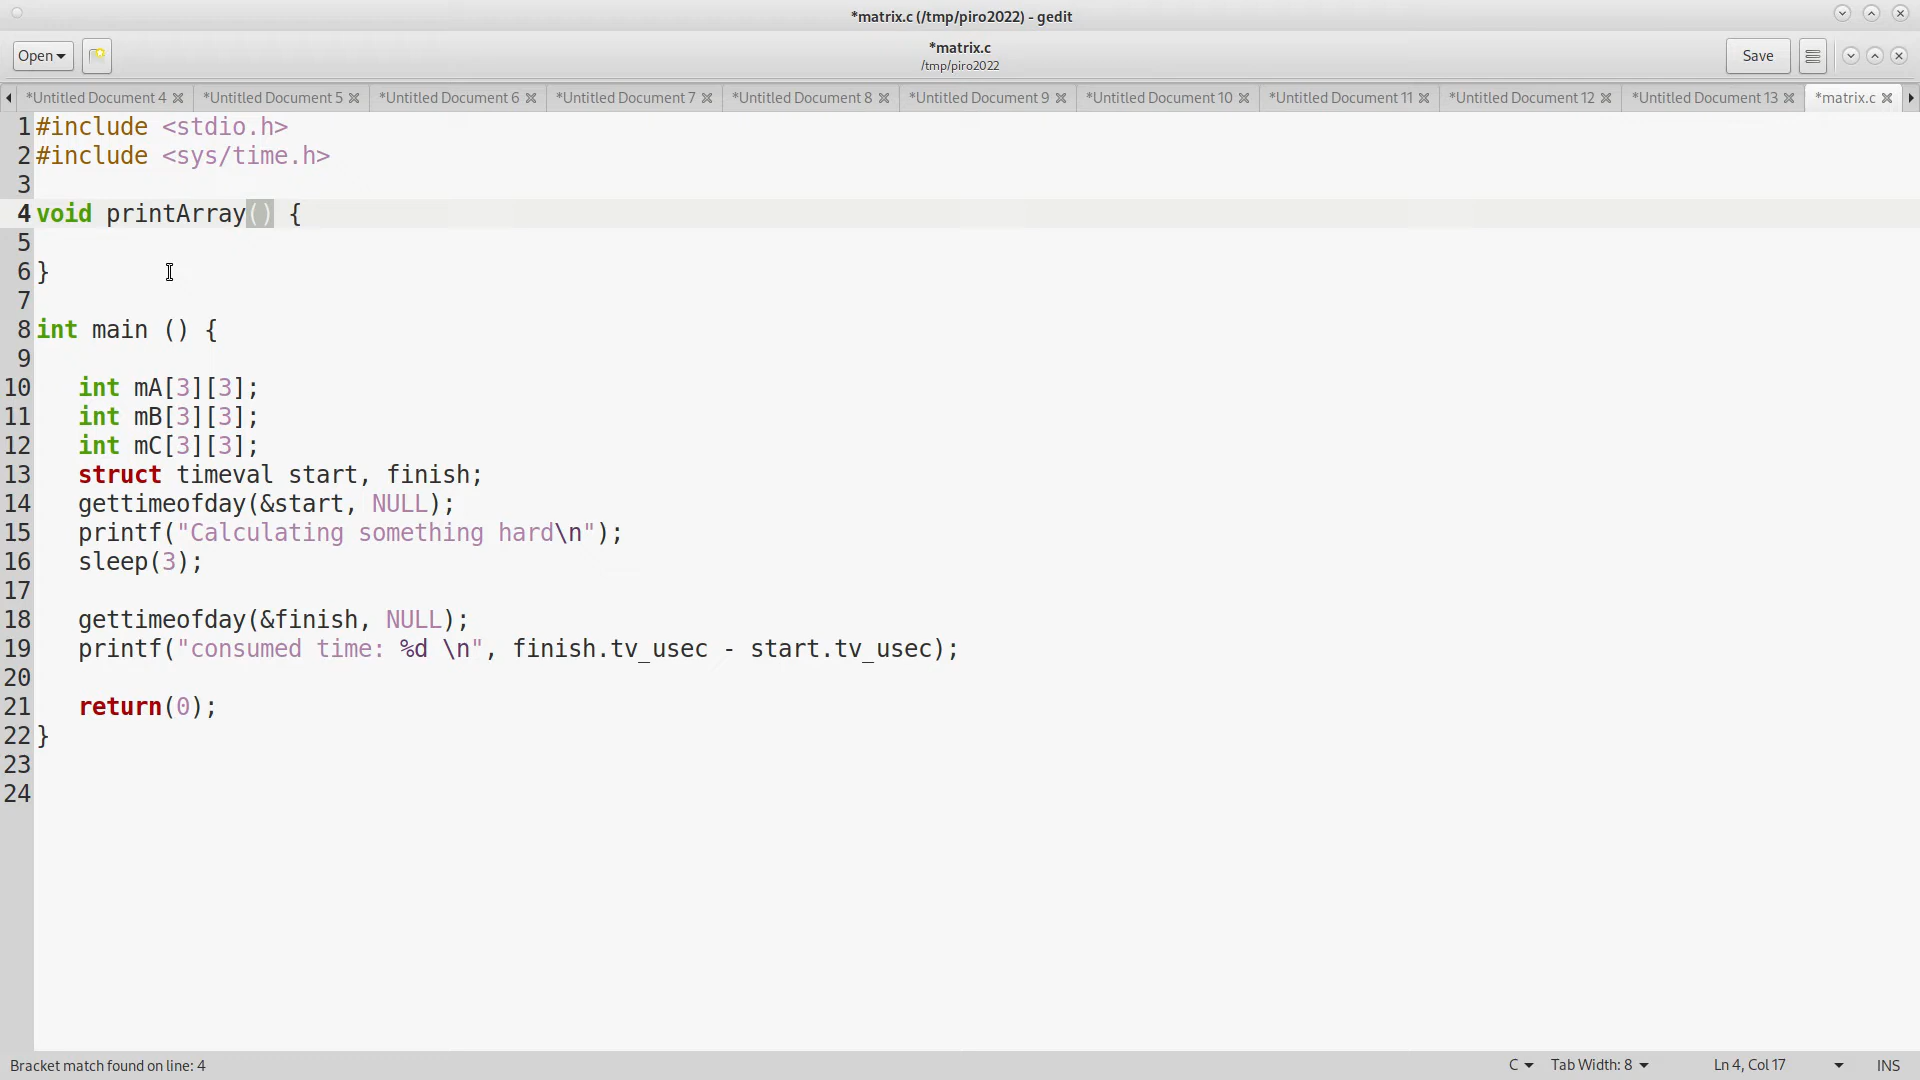 *matrix.c (/tmp/piro2022) - gedit
Open
*matrix.c
/tmp/piro2022
Save
*Untitled Document 4 *Untitled Document 5 *Untitled Document 6 *Untitled Document 7 *Untitled Document 8 *Untitled Document 9 *Untitled Document 10 *Untitled Document 11 *Untitled Document 12 *Untitled Document 13 *matrix.c
1 #include <stdio.h>
2 #include <sys/time.h>
3
4 void printArray() {
5
6 }
7
8 int main () {
9
10    int mA[3][3];
11    int mB[3][3];
12    int mC[3][3];
13    struct timeval start, finish;
14    gettimeofday(&start, NULL);
15    printf("Calculating something hard\n");
16    sleep(3);
17
18    gettimeofday(&finish, NULL);
19    printf("consumed time: %d \n", finish.tv_usec - start.tv_usec);
20
21    return(0);
22 }
23
24
Bracket match found on line: 4 C Tab Width: 8 Ln 4, Col 17 INS